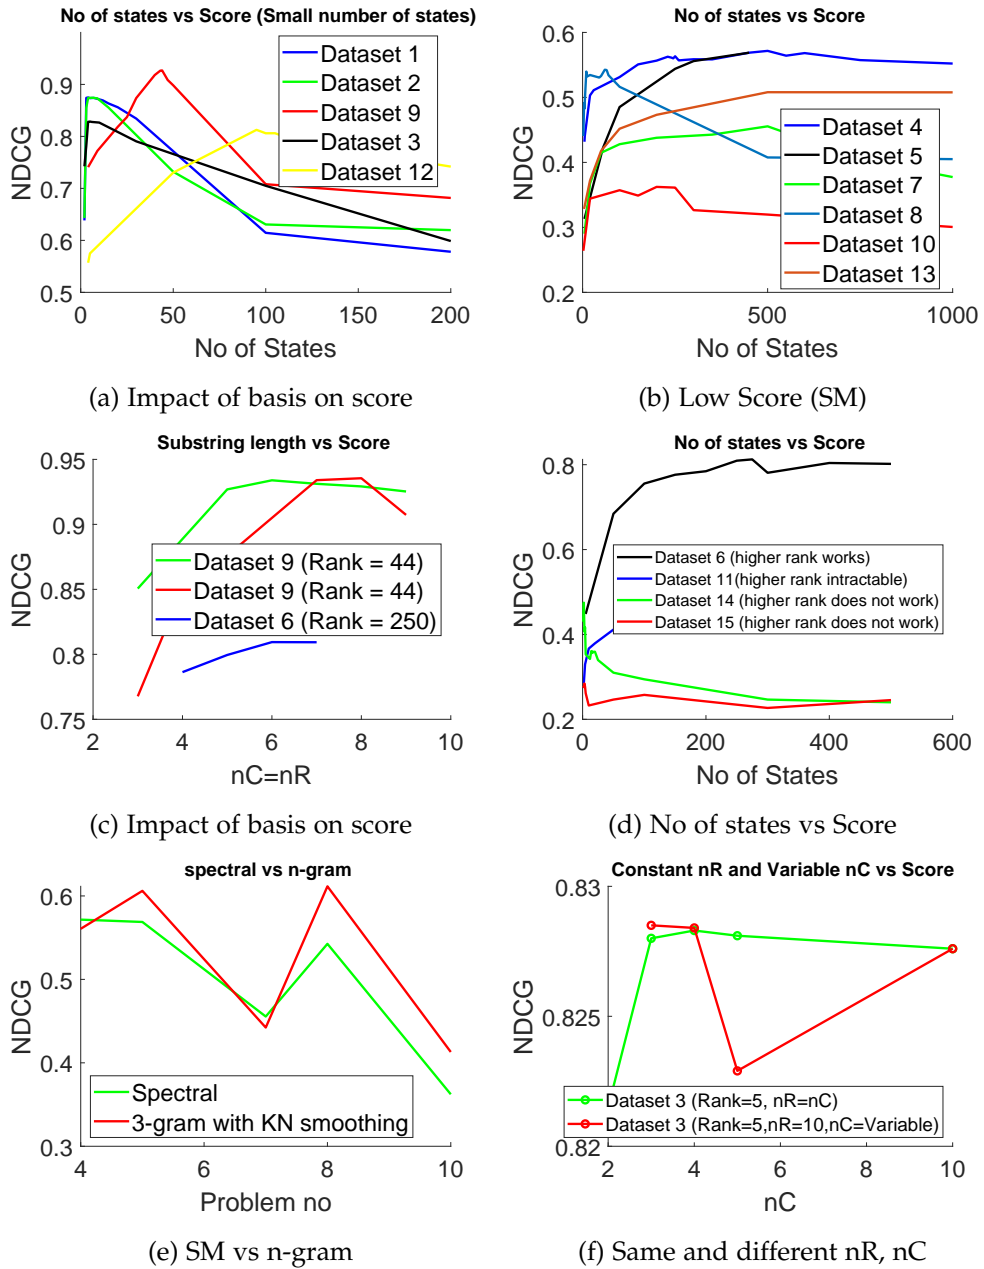 No of states vs Score (Small number of states)
NDCG
0.9
0.8
0.7
0.6
0.5
0
50
100
150
200
No of States
Dataset 1
Dataset 2
Dataset 9
Dataset 3
Dataset 12
(a) Impact of basis on score
No of states vs Score
NDCG
0.6
0.5
0.4
0.3
0.2
0
500
1000
No of States
Dataset 4
Dataset 5
Dataset 7
Dataset 8
Dataset 10
Dataset 13
(b) Low Score (SM)
Substring length vs Score
NDCG
0.95
0.9
0.85
0.8
0.75
2
4
6
8
10
nC=nR
Dataset 9 (Rank = 44)
Dataset 9 (Rank = 44)
Dataset 6 (Rank = 250)
(c) Impact of basis on score
No of states vs Score
NDCG
0.8
0.6
0.4
0.2
0
200
400
600
No of States
Dataset 6 (higher rank works)
Dataset 11(higher rank intractable)
Dataset 14 (higher rank does not work)
Dataset 15 (higher rank does not work)
(d) No of states vs Score
spectral vs n-gram
NDCG
0.6
0.5
0.4
0.3
4
6
8
10
Problem no
Spectral
3-gram with KN smoothing
(e) SM vs n-gram
Constant nR and Variable nC vs Score
NDCG
0.83
0.825
0.82
2
4
6
8
10
nC
Dataset 3 (Rank=5, nR=nC)
Dataset 3 (Rank=5,nR=10,nC=Variable)
(f) Same and different nR, nC